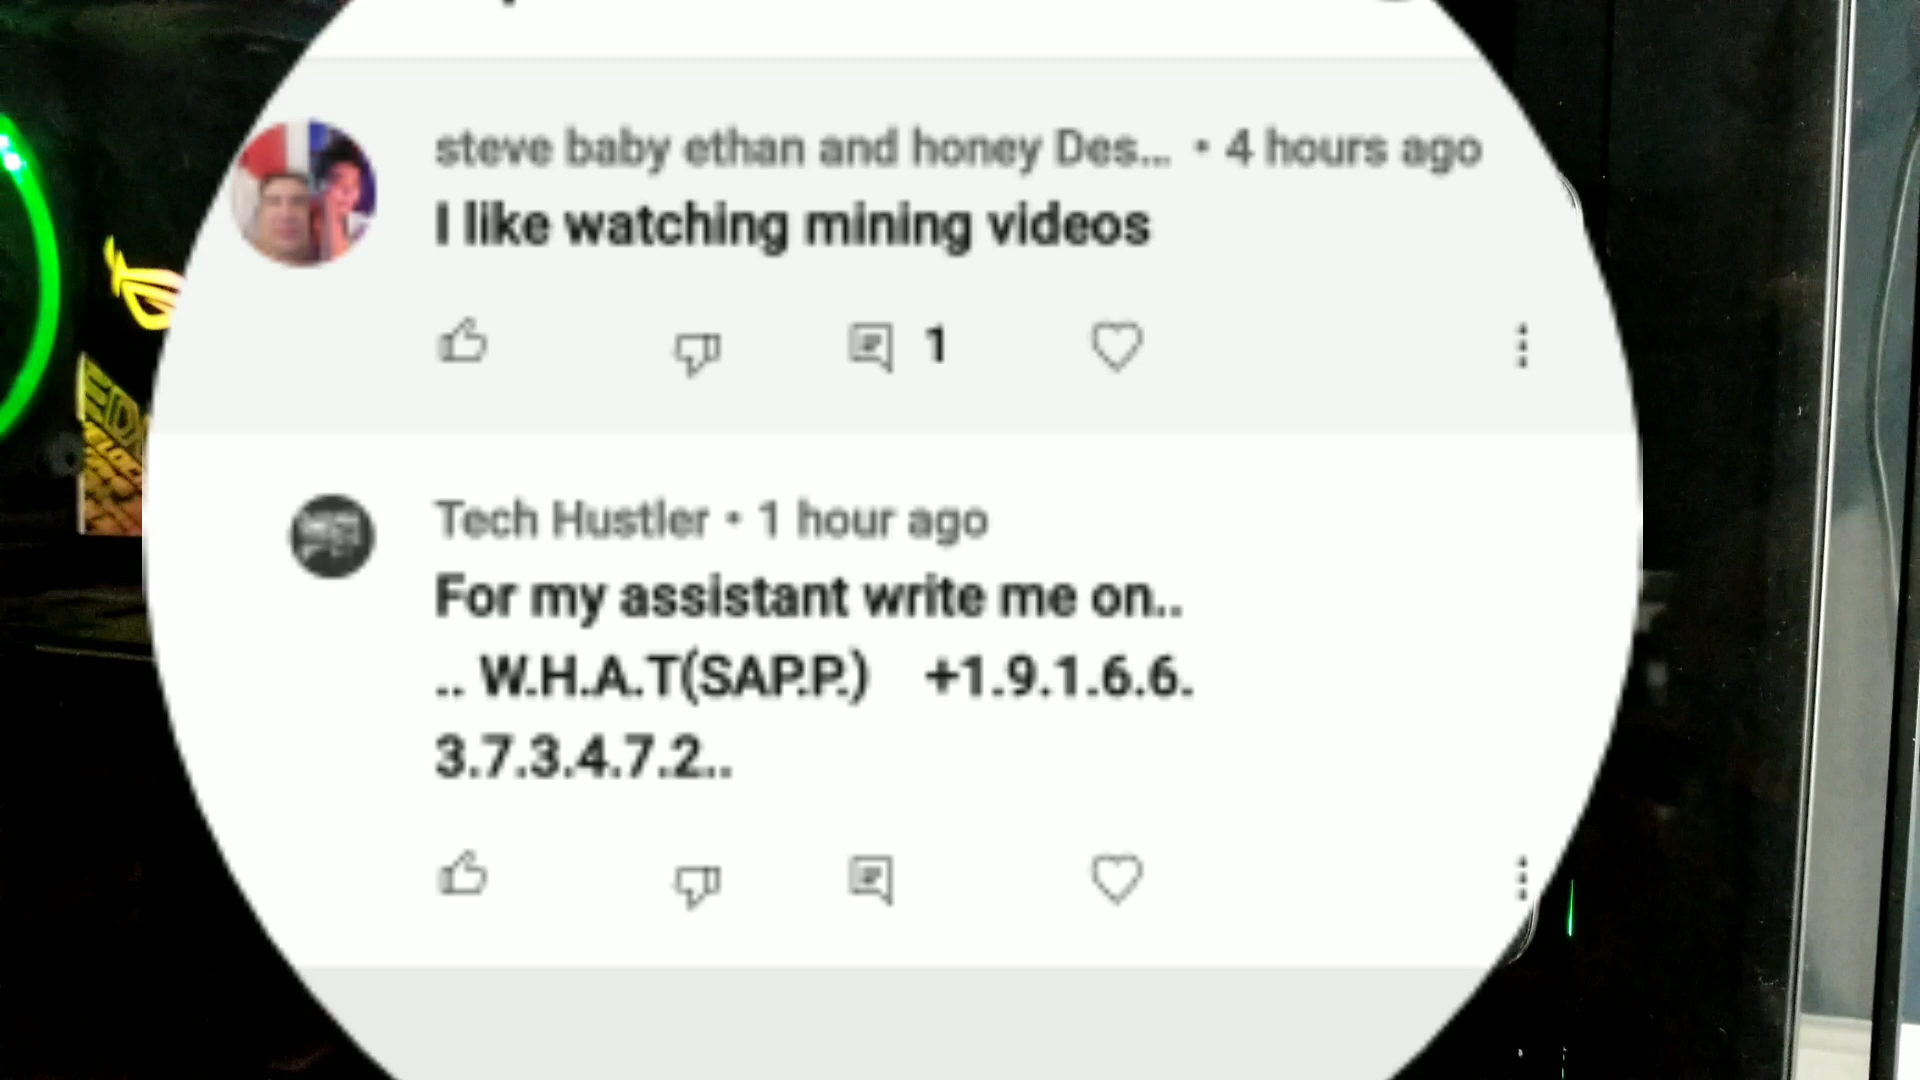 steve baby ethan and honey Des... • 4 hours ago
I like watching mining videos
1
Tech Hustler • 1 hour ago
For my assistant write me on..
.. W.H.A.T(SAP.P.) +1.9.1.6.6.
3.7.3.4.7.2..